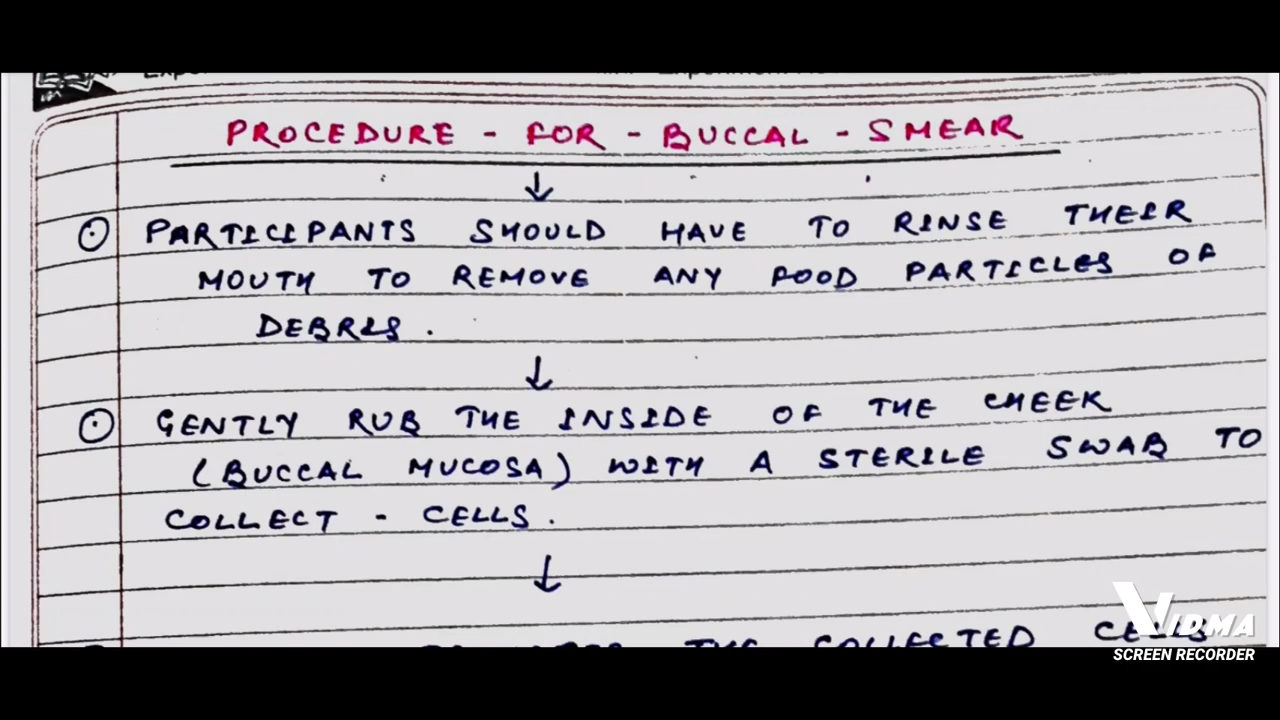 PROCEDURE - FOR - BUCCAL - SMEAR
PARTICIPANTS SHOULD HAVE TO RINSE THEIR
MOUTH TO REMOVE ANY FOOD PARTICLES OF
DEBRIS.
GENTLY RUB THE INSIDE OF THE CHEEK
(BUCCAL MUCOSA) WITH A STERILE SWAB TO
COLLECT - CELLS.
THE COLLECTED CELLS
VIDMA
SCREEN RECORDER